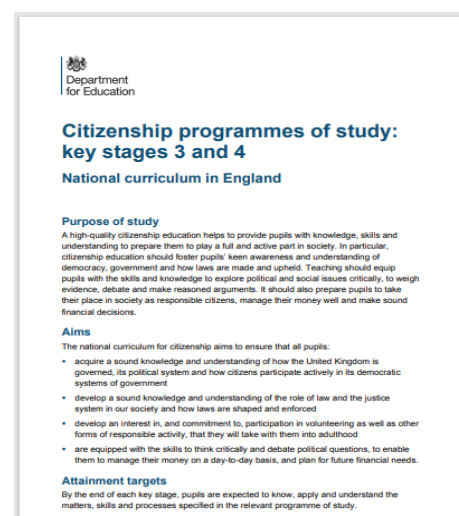 Department
for Education
Citizenship programmes of study:
key stages 3 and 4
National curriculum in England
Purpose of study
A high-quality citizenship education helps to provide pupils with knowledge, skills and
understanding to prepare them to play a full and active part in society. In particular,
citizenship education should foster pupils' keen awareness and understanding of
democracy, government and how laws are made and upheld. Teaching should equip
pupils with the skills and knowledge to explore political and social issues critically, to weigh
evidence, debate and make reasoned arguments. It should also prepare pupils to take
their place in society as responsible citizens, manage their money well and make sound
financial decisions.
Aims
The national curriculum for citizenship aims to ensure that all pupils:
• acquire a sound knowledge and understanding of how the United Kingdom is
governed, its political system and how citizens participate actively in its democratic
systems of government
• develop a sound knowledge and understanding of the role of law and the justice
system in our society and how laws are shaped and enforced
• develop an interest in, and commitment to, participation in volunteering as well as other
forms of responsible activity, that they will take with them into adulthood
• are equipped with the skills to think critically and debate political questions, to enable
them to manage their money on a day-to-day basis, and plan for future financial needs.
Attainment targets
By the end of each key stage, pupils are expected to know, apply and understand the
matters, skills and processes specified in the relevant programme of study.